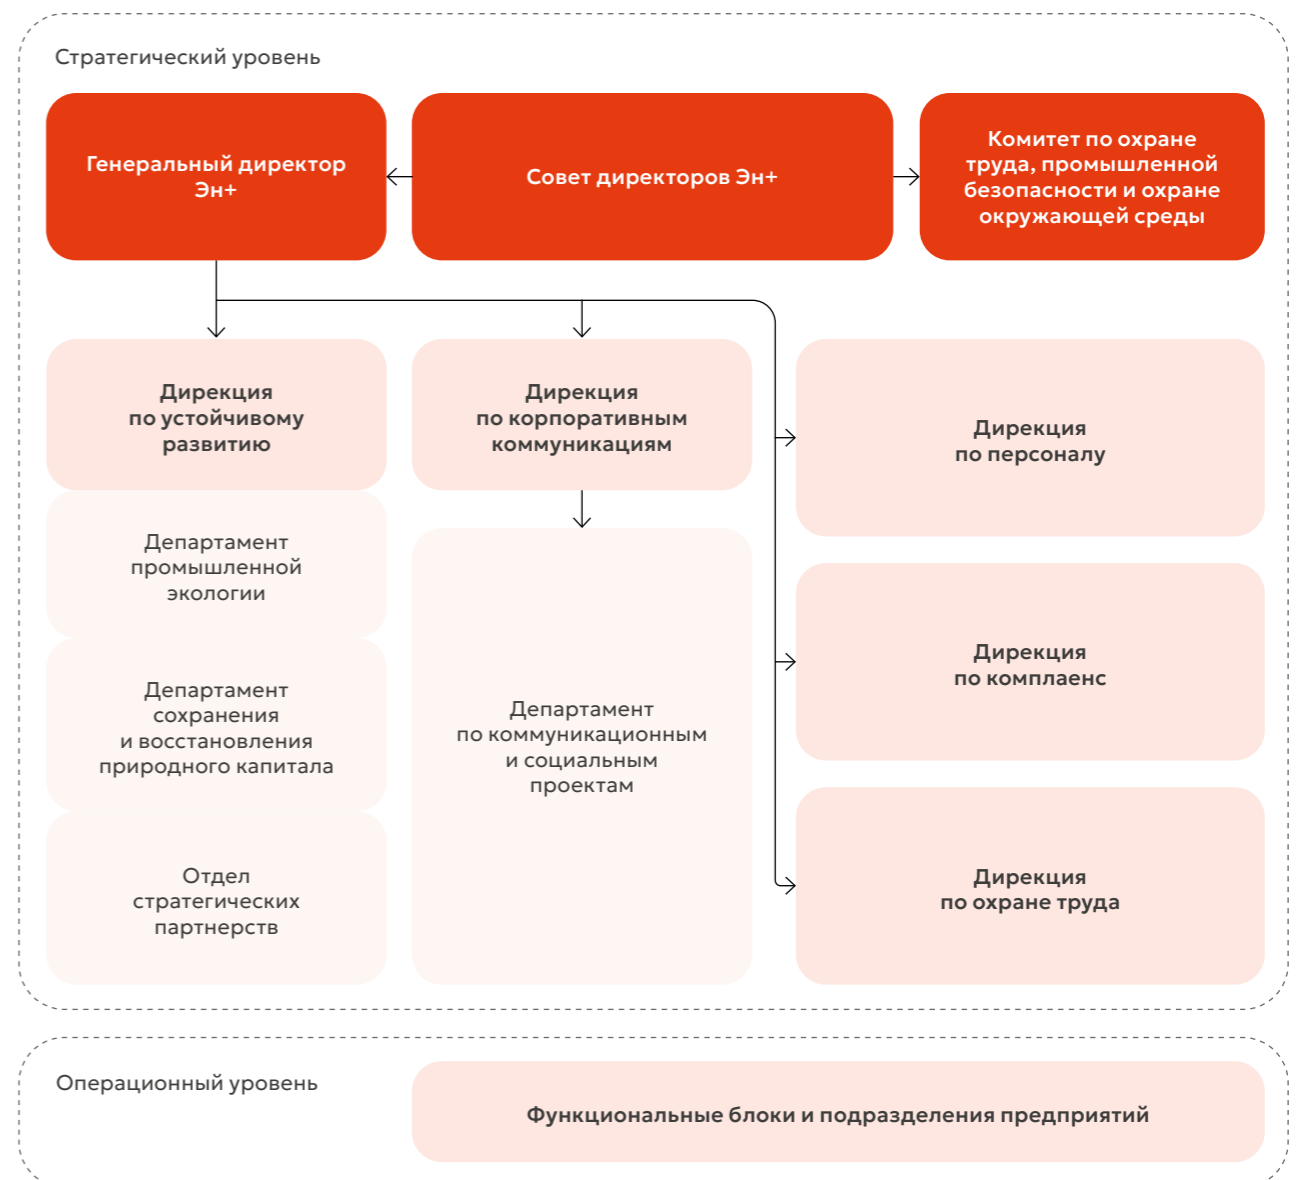 Стратегический уровень
Генеральный директор
Эн+
Совет директоров Эн+
Комитет по охране
труда, промышленной
безопасности и охране
окружающей среды
Дирекция
по устойчивому
развитию
Дирекция
по корпоративным
коммуникациям
Дирекция
по персоналу
Департамент
промышленной
экологии
Департамент
сохранения
и восстановления
природного капитала
Отдел
стратегических
партнерств
Департамент
по коммуникационным
и социальным
проектам
Дирекция
по комплаенс
Дирекция
по охране труда
Операционный уровень
Функциональные блоки и подразделения предприятий